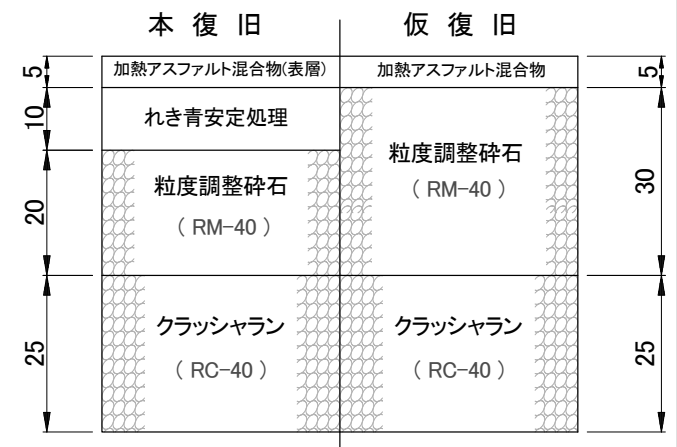 本復旧
仮復旧
5
加熱アスファルト混合物(表層)
加熱アスファルト混合物
5
10
れき青安定処理
粒度調整砕石
(RM-40)
30
20
粒度調整砕石
(RM-40)
25
クラッシャラン
(RC-40)
クラッシャラン
(RC-40)
25